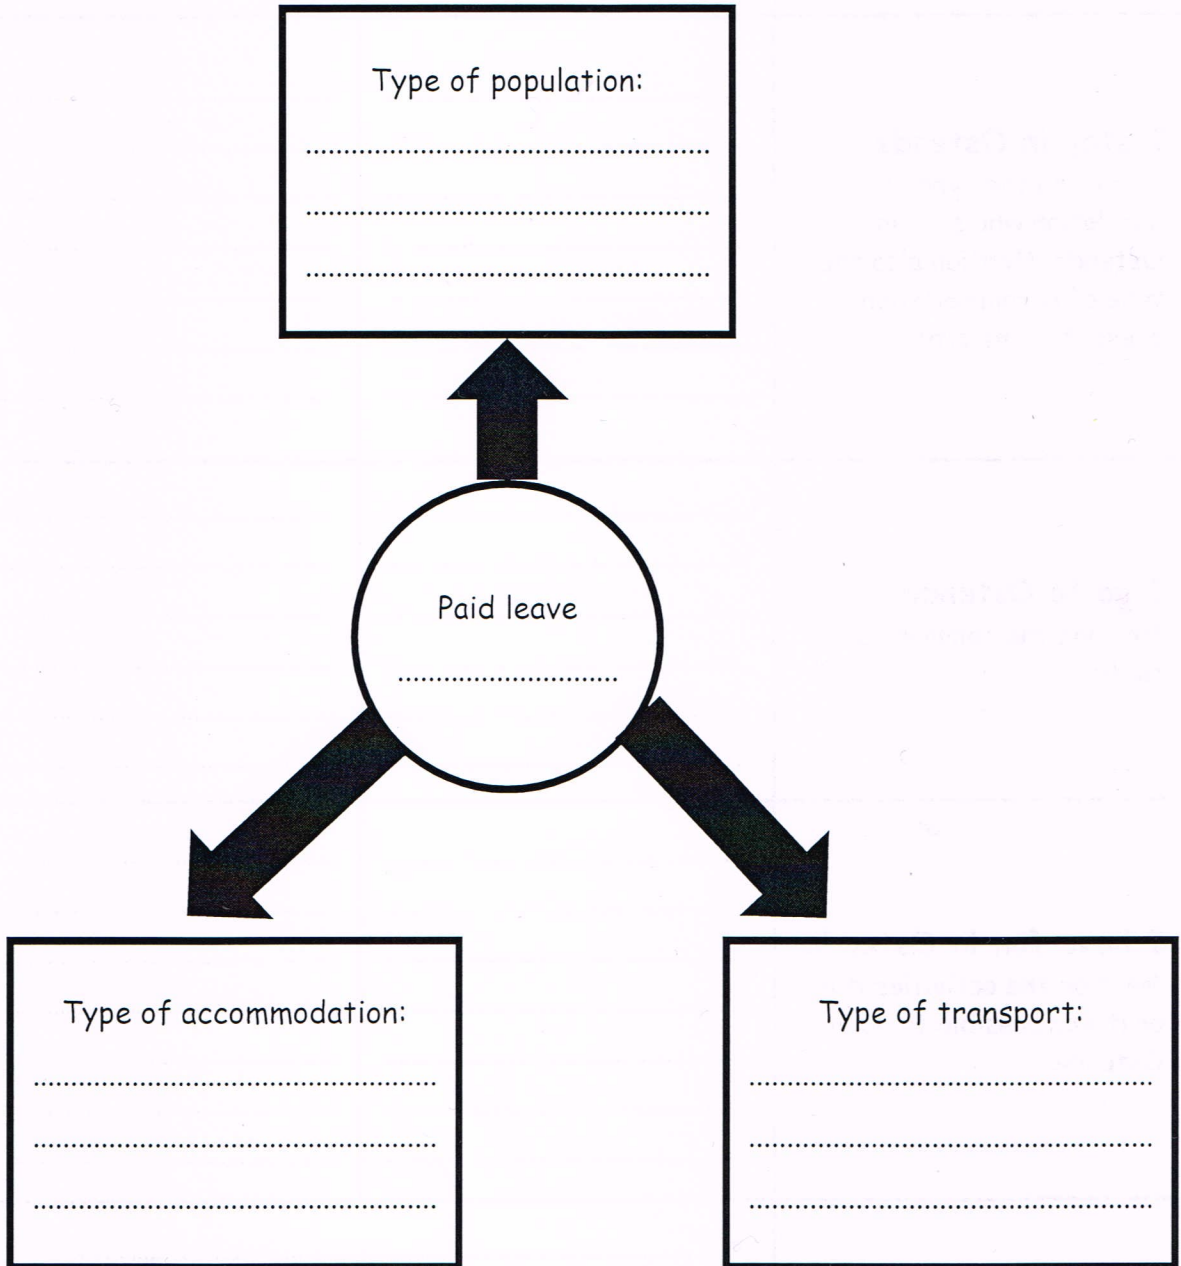 Type of population:
Paid leave
Type of accommodation:
Type of transport: